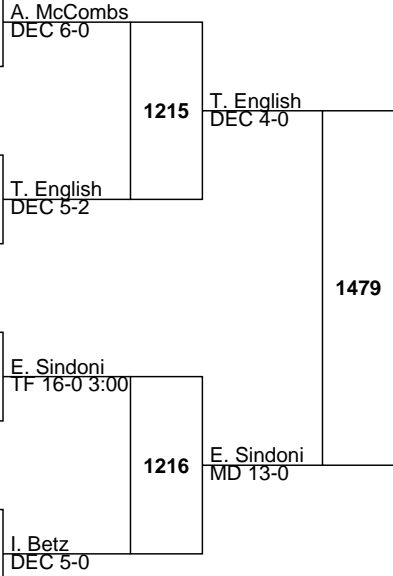 A. McCombs
DEC 6-0
1215
T. English
DEC 4-0
T. English
DEC 5-2
1479
E. Sindoni
TF 16-0 3:00
1216
E. Sindoni
MD 13-0
I. Betz
DEC 5-0